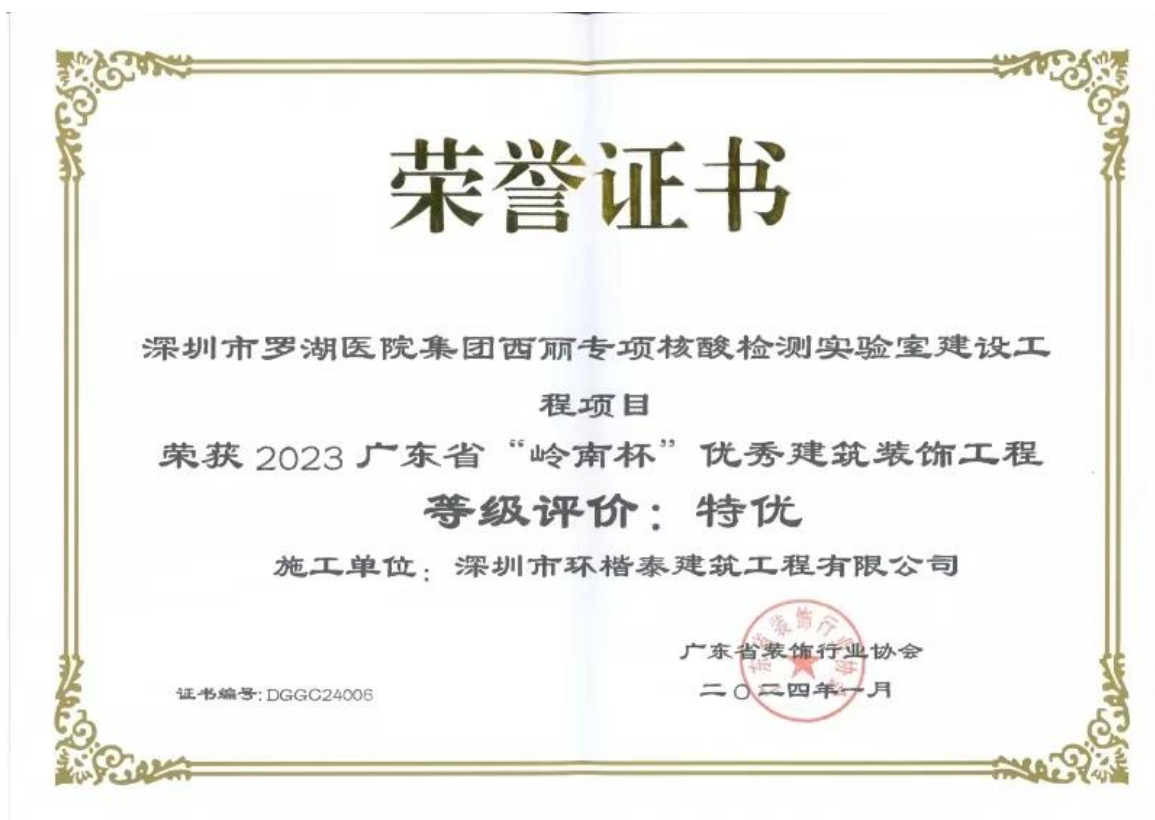 荣誉证书
深圳市罗湖医院集团西丽专项核酸检测实验室建设工
程项目
荣获 2023 广东省“岭南杯”优秀建筑装饰工程
等级评价：特优
施工单位：深圳市环楷泰建筑工程有限公司
广东省装饰行业协会
二〇二四年一月
证书编号:DGGC24006